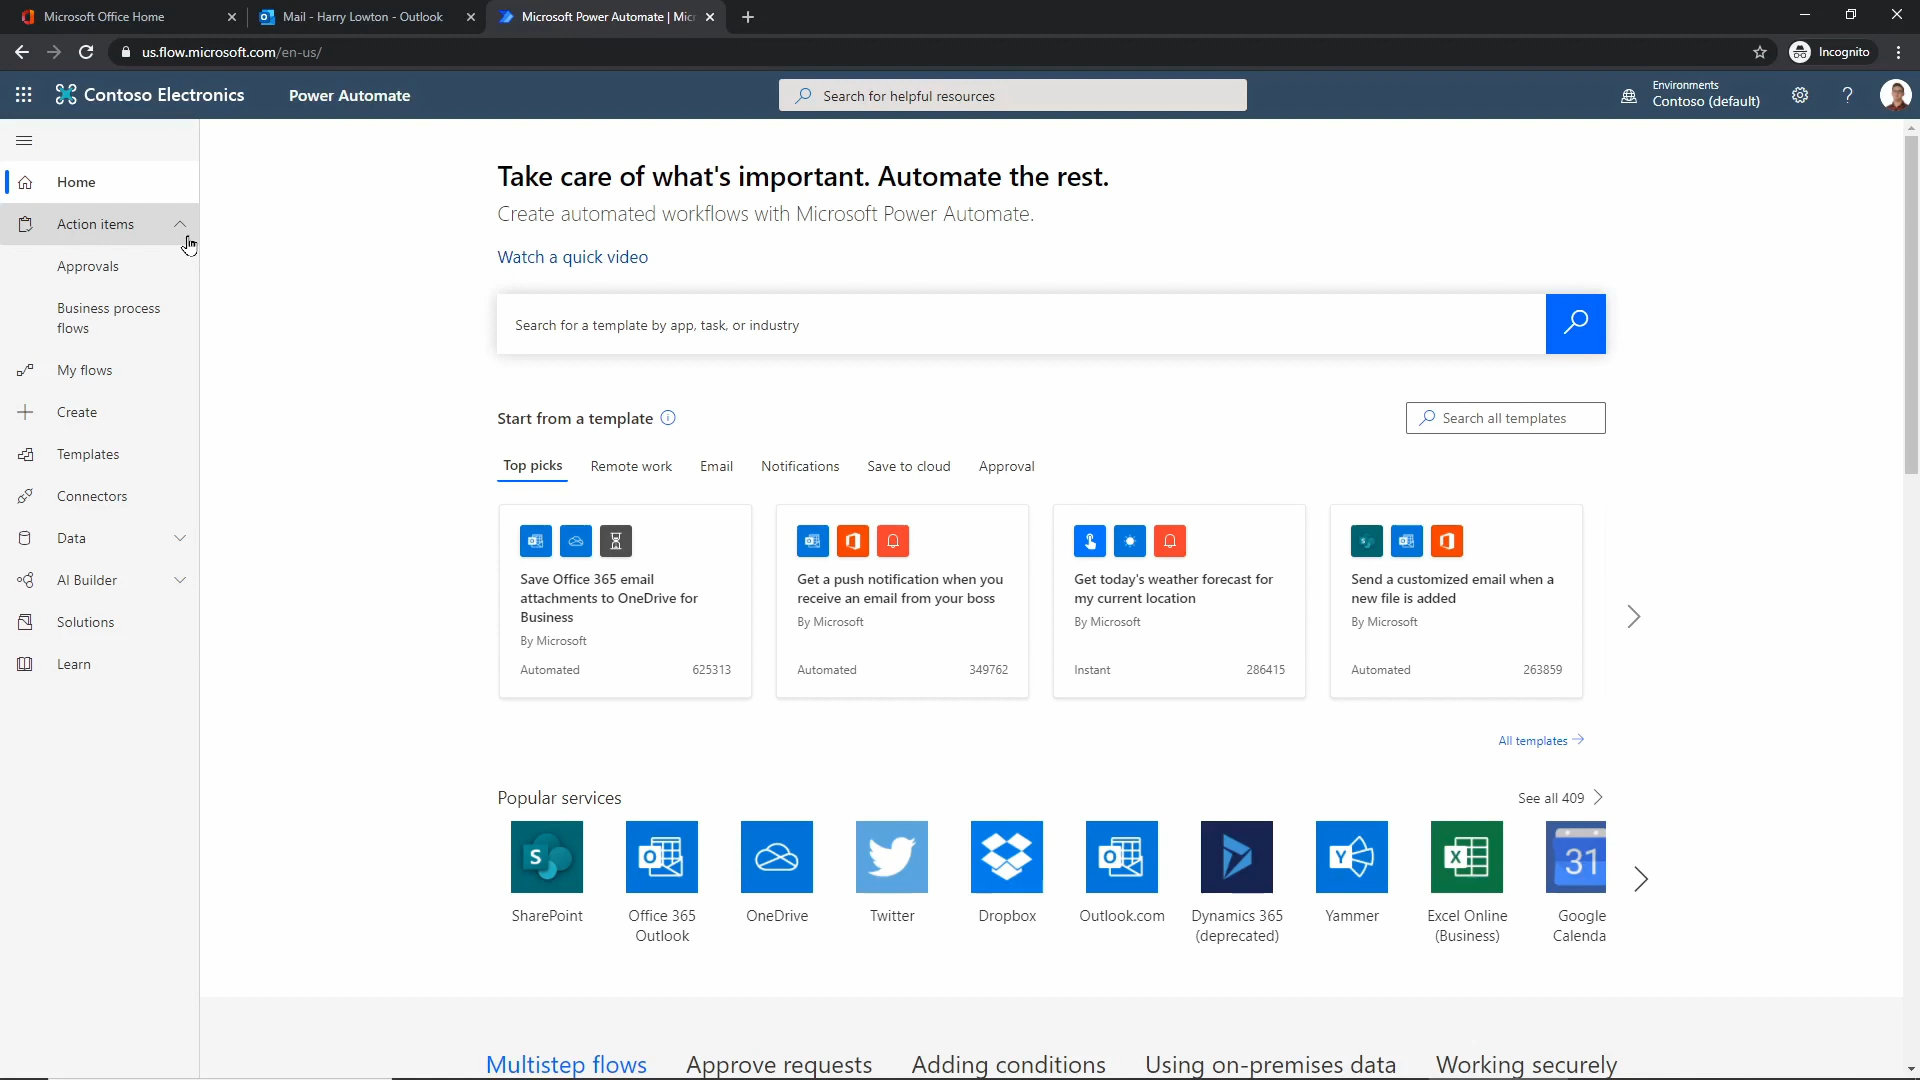 Microsoft Office Home
Mail - Harry Lowton - Outlook
Microsoft Power Automate | Mic
us.flow.microsoft.com/en-us/
Incognito
Contoso Electronics
Power Automate
Search for helpful resources
Environments
Contoso (default)
?
Home
Action items
Approvals
Business process
flows
My flows
Create
Templates
Connectors
Data
AI Builder
Solutions
Learn
Take care of what's important. Automate the rest.
Create automated workflows with Microsoft Power Automate.
Watch a quick video
Search for a template by app, task, or industry
Start from a template
Search all templates
Top picks
Remote work
Email
Notifications
Save to cloud
Approval
Save Office 365 email
attachments to OneDrive for
Business
By Microsoft
Automated
625313
Get a push notification when you
receive an email from your boss
By Microsoft
Automated
349762
Get today's weather forecast for
my current location
By Microsoft
Instant
286415
Send a customized email when a
new file is added
By Microsoft
Automated
263859
All templates
Popular services
See all 409
S
O
O
Y
X
31
SharePoint
Office 365
Outlook
OneDrive
Twitter
Dropbox
Outlook.com
Dynamics 365
(deprecated)
Yammer
Excel Online
(Business)
Google
Calenda
Multistep flows
Approve requests
Adding conditions
Using on-premises data
Working securely